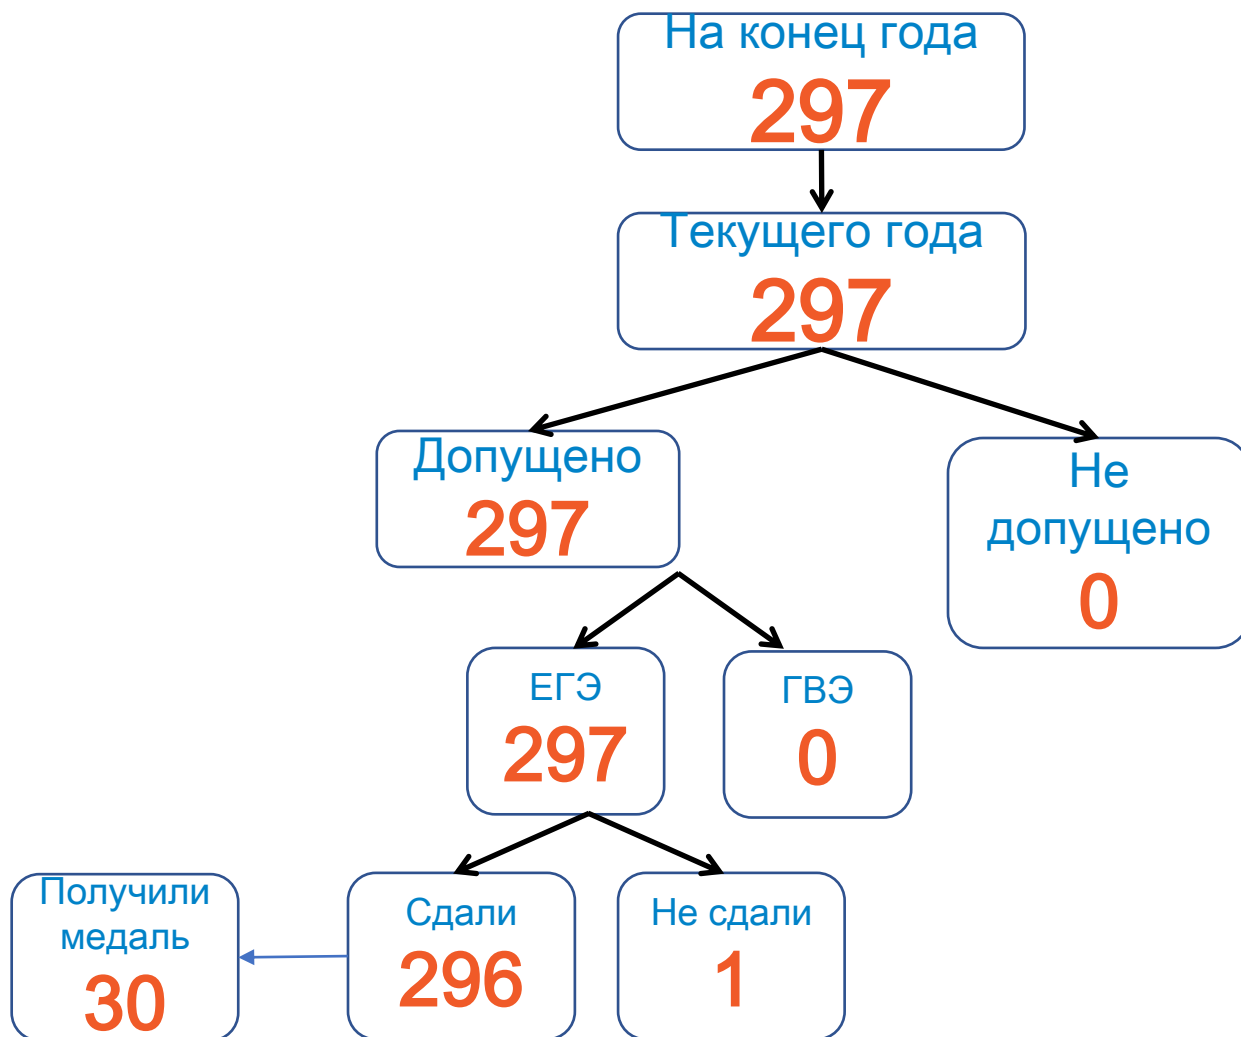 На конец года
297
Текущего года
297
Допущено
297
Не
допущено
0
ЕГЭ
297
ГВЭ
0
Получили
медаль
30
Сдали
296
Не сдали
1